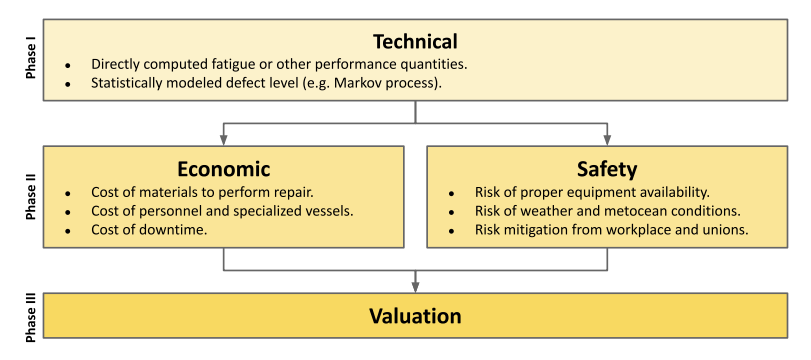 Phase I
Technical
• Directly computed fatigue or other performance quantities.
• Statistically modeled defect level (e.g. Markov process).
Phase II
Economic
• Cost of materials to perform repair.
• Cost of personnel and specialized vessels.
• Cost of downtime.
Safety
• Risk of proper equipment availability.
• Risk of weather and metocean conditions.
• Risk mitigation from workplace and unions.
Phase III
Valuation